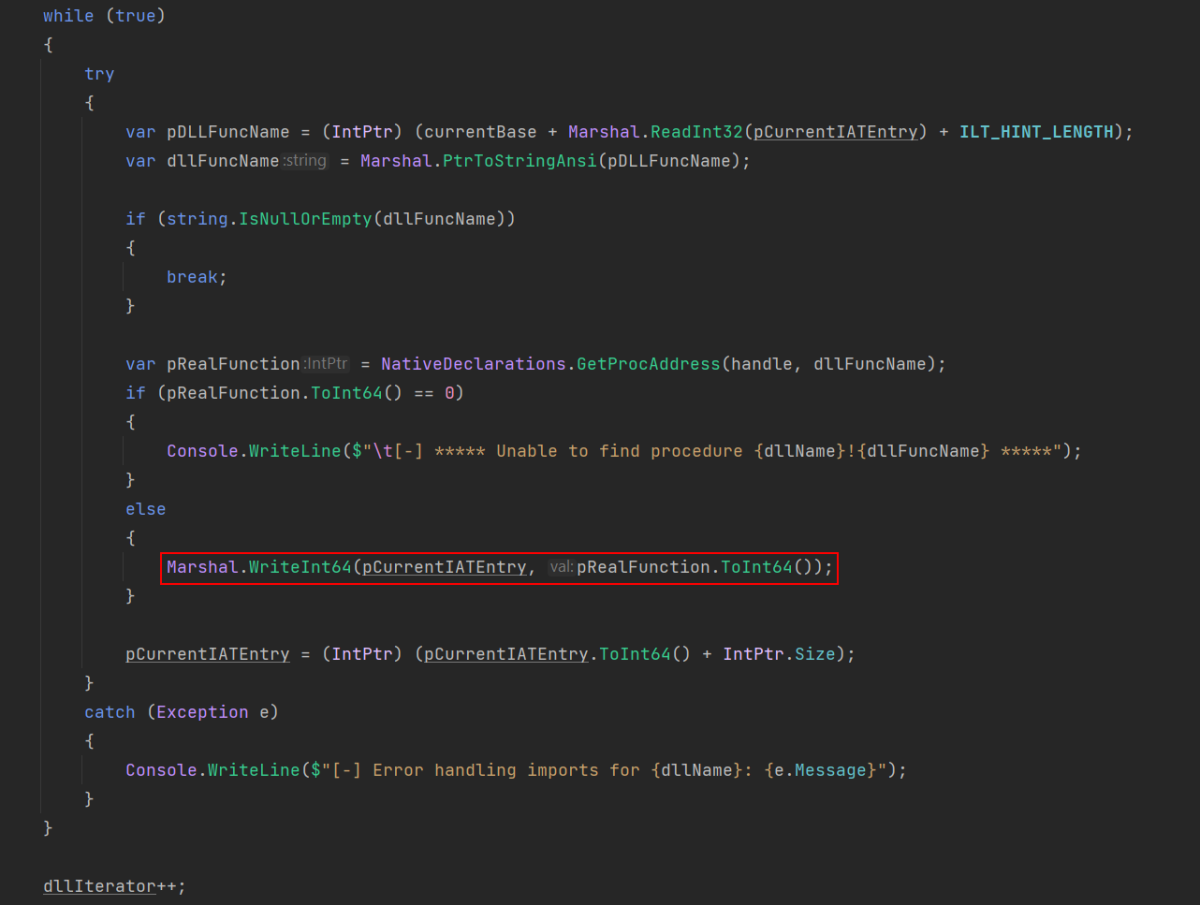 while (true)
{
try
{
var pDLLFuncName = (IntPtr) (currentBase + Marshal.ReadInt32(pCurrentIATEntry) + ILT_HINT_LENGTH);
var dllFuncName :string = Marshal.PtrToStringAnsi(pDLLFuncName);
if (string.IsNullOrEmpty(dllFuncName))
{
break;
}
var pRealFunction :IntPtr = NativeDeclarations.GetProcAddress(handle, dllFuncName);
if (pRealFunction.ToInt64() == 0)
{
Console.WriteLine($"\t[-] ***** Unable to find procedure {dllName}!{dllFuncName} *****");
}
else
{
Marshal.WriteInt64(pCurrentIATEntry, val: pRealFunction.ToInt64());
}
pCurrentIATEntry = (IntPtr) (pCurrentIATEntry.ToInt64() + IntPtr.Size);
}
catch (Exception e)
{
Console.WriteLine($"[-] Error handling imports for {dllName}: {e.Message}");
}
}
dllIterator++;